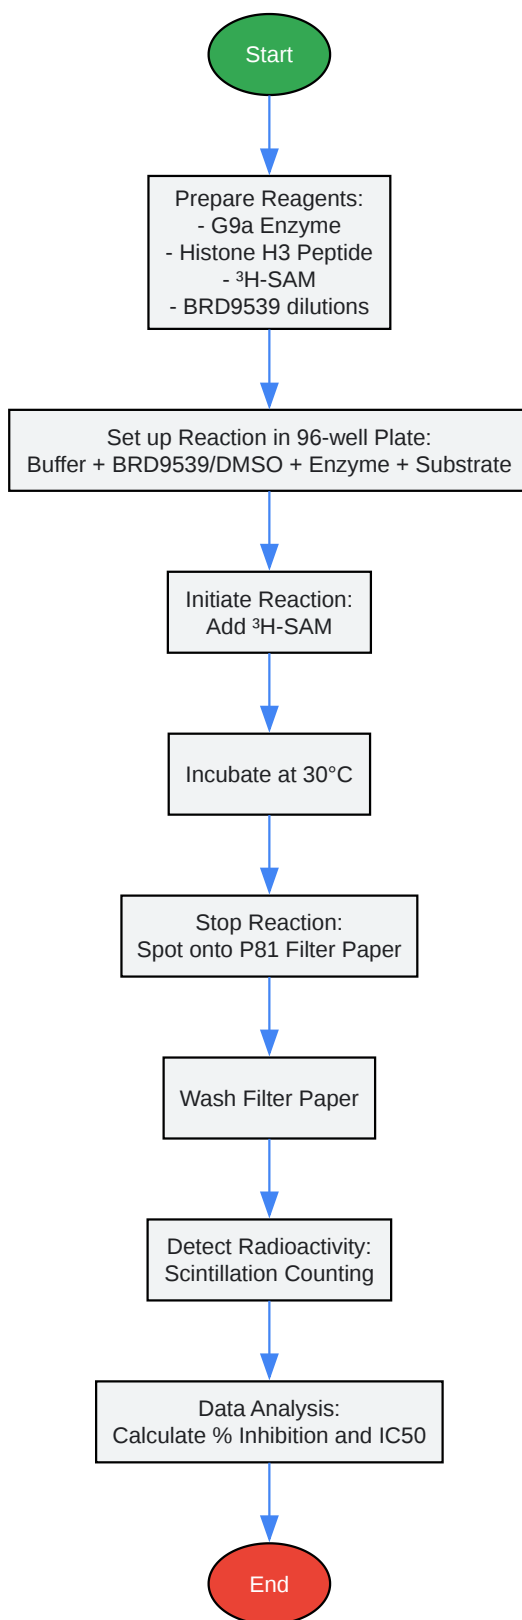 Start
Prepare Reagents:
- G9a Enzyme
- Histone H3 Peptide
- ³H-SAM
- BRD9539 dilutions
Set up Reaction in 96-well Plate:
Buffer + BRD9539/DMSO + Enzyme + Substrate
Initiate Reaction:
Add ³H-SAM
Incubate at 30°C
Stop Reaction:
Spot onto P81 Filter Paper
Wash Filter Paper
Detect Radioactivity:
Scintillation Counting
Data Analysis:
Calculate % Inhibition and IC50
End